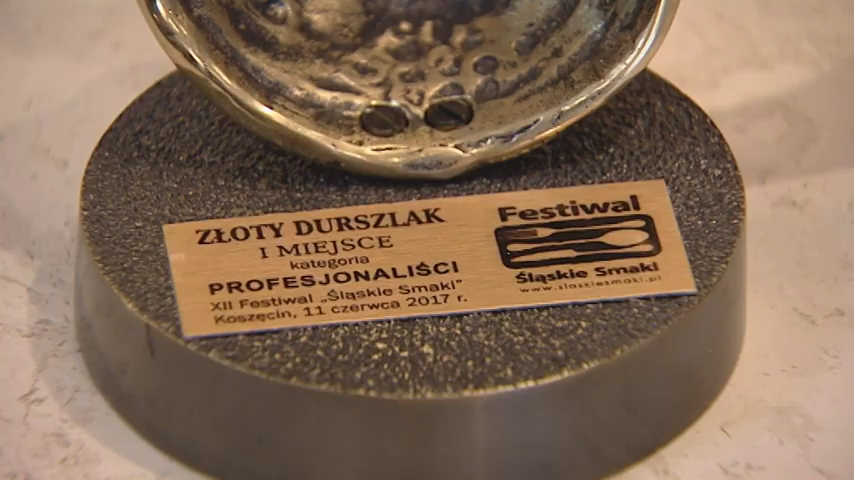 ZŁOTY DURSZLAK
I MIEJSCE
kategoria
PROFESJONALIŚCI
XII Festiwal „Śląskie Smaki”
Koszęcin, 11 czerwca 2017 r.
Festiwal
Śląskie Smaki
www.slaskiesmaki.pl